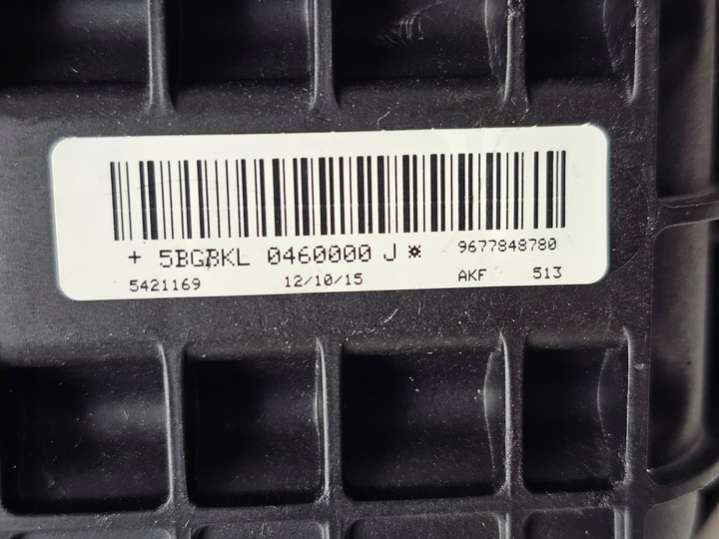 + 5BGBKL 0460000 J ※ 9677848780
5421169 12/10/15 AKF 513